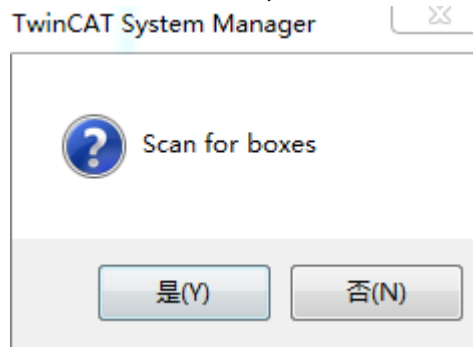 TwinCAT System Manager
Scan for boxes
是(Y) 否(N)